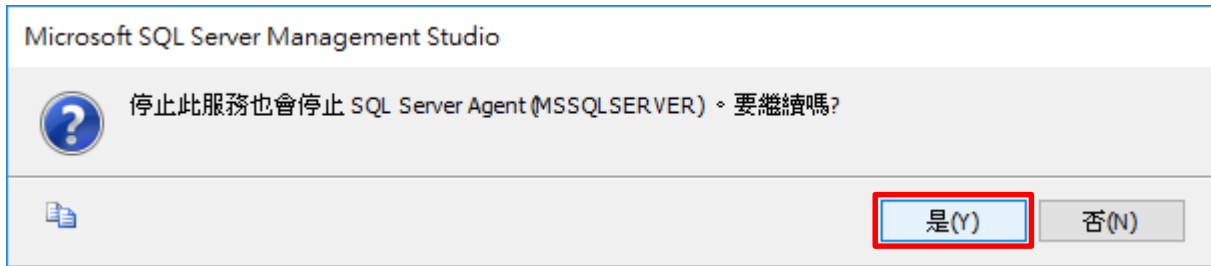 Microsoft SQL Server Management Studio
停止此服務也會停止 SQL Server Agent (MSSQLSERVER) 。要繼續嗎?
是(Y)
否(N)